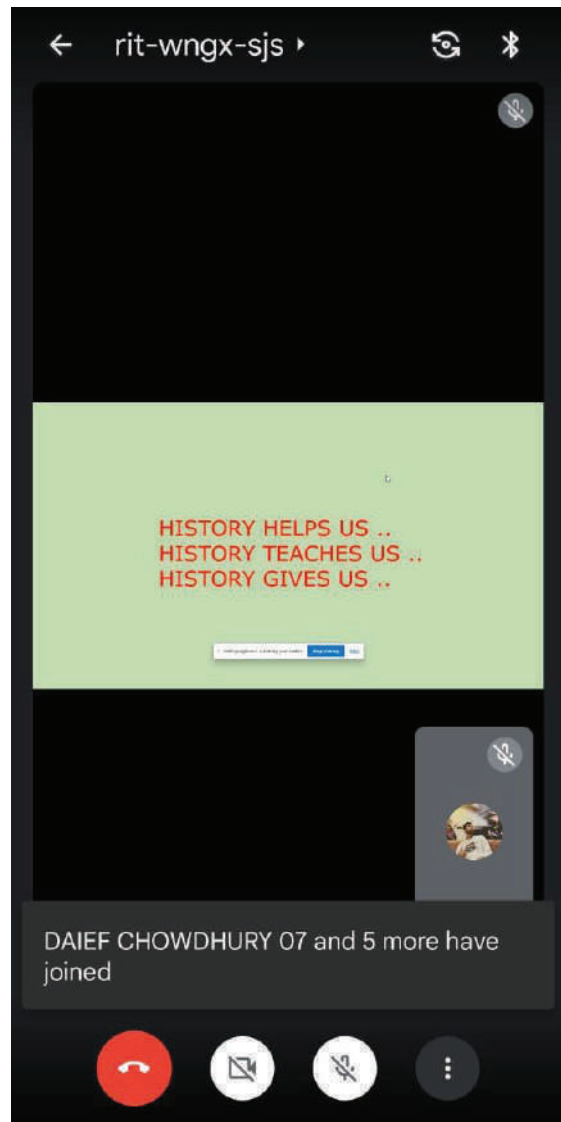 rit-wngx-sjs
HISTORY HELPS US ..
HISTORY TEACHES US ..
HISTORY GIVES US ..
DAIEF CHOWDHURY 07 and 5 more have
joined